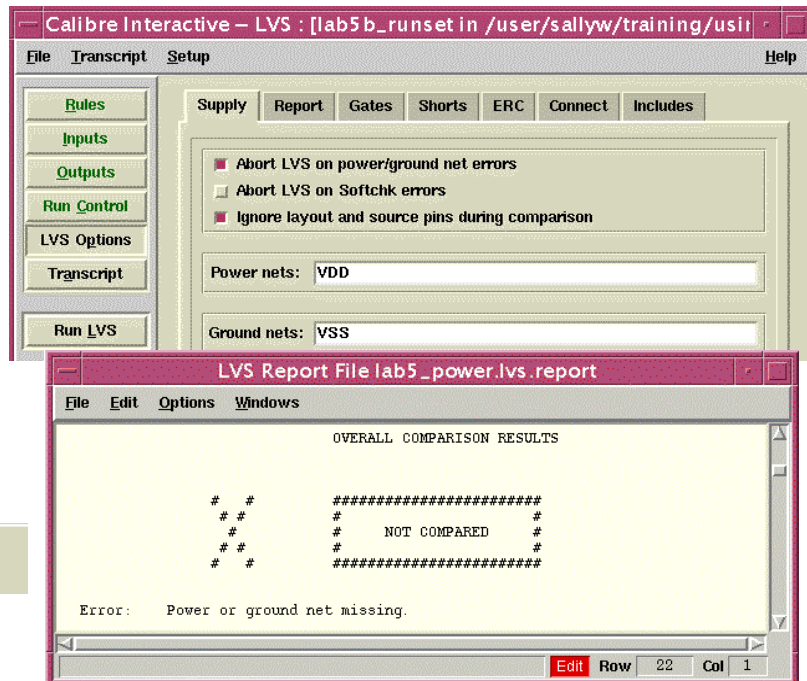 Calibre Interactive – LVS : [lab5b_runset in /user/sallyw/training/usin
File Transcript Setup Help
Rules
Inputs
Outputs
Run Control
LVS Options
Transcript
Run LVS
Supply Report Gates Shorts ERC Connect Includes
Abort LVS on power/ground net errors
Abort LVS on Softchk errors
Ignore layout and source pins during comparison
Power nets: VDD
Ground nets: VSS
LVS Report File lab5_power.lvs.report
File Edit Options Windows
OVERALL COMPARISON RESULTS
# # ########################
# # # #
# # NOT COMPARED #
# # # #
# # ########################
Error: Power or ground net missing.
Edit Row 22 Col 1